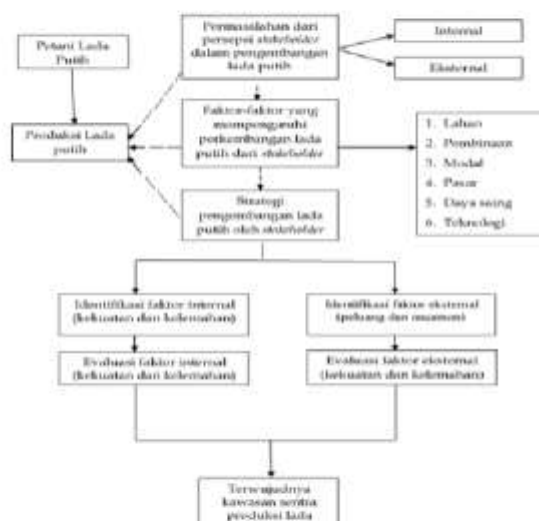 Petani Lada
Putih
Permasalahan dari
persepsi stakeholder
dalam pengembangan
lada putih
Internal
Eksternal
Produksi Lada
putih
Faktor-faktor yang
mempengaruhi
perkembangan lada
putih dari stakeholder
1. Lahan
2. Pembinaan
3. Modal
4. Pasar
5. Daya saing
6. Teknologi
Strategi
pengembangan lada
putih oleh stakeholder
Identifikasi faktor internal
(kekuatan dan kelemahan)
Identifikasi faktor eksternal
(peluang dan ancaman)
Evaluasi faktor internal
(kekuatan dan kelemahan)
Evaluasi faktor eksternal
(kekuatan dan kelemahan)
Terwujudnya
kawasan sentra
produksi lada